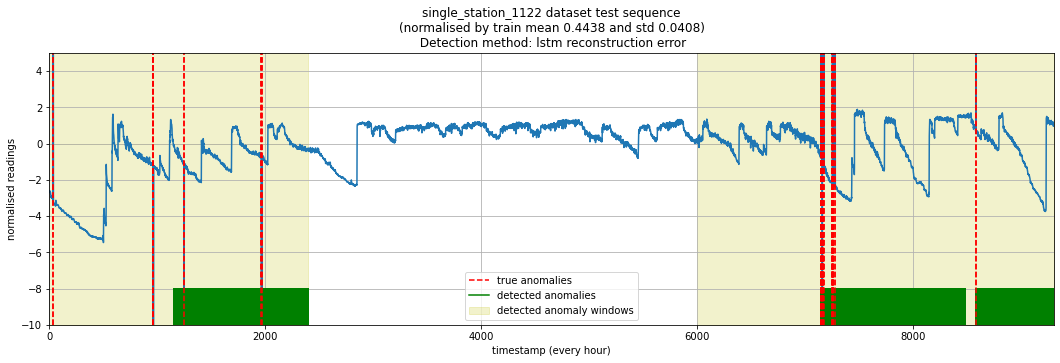 single_station_1122 dataset test sequence
(normalised by train mean 0.4438 and std 0.0408)
Detection method: lstm reconstruction error
normalised readings
4
2
0
−2
−4
−6
−8
−10
true anomalies
detected anomalies
detected anomaly windows
0 2000 4000 6000 8000
timestamp (every hour)